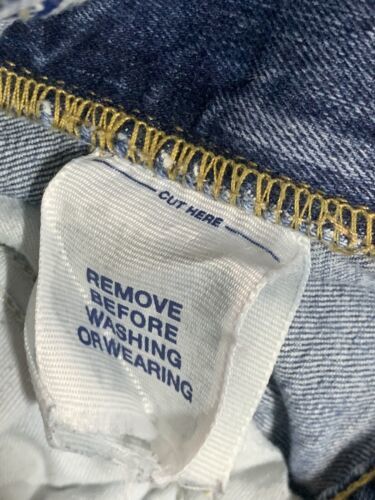 CUT HERE
REMOVE
BEFORE
WASHING
OR WEARING